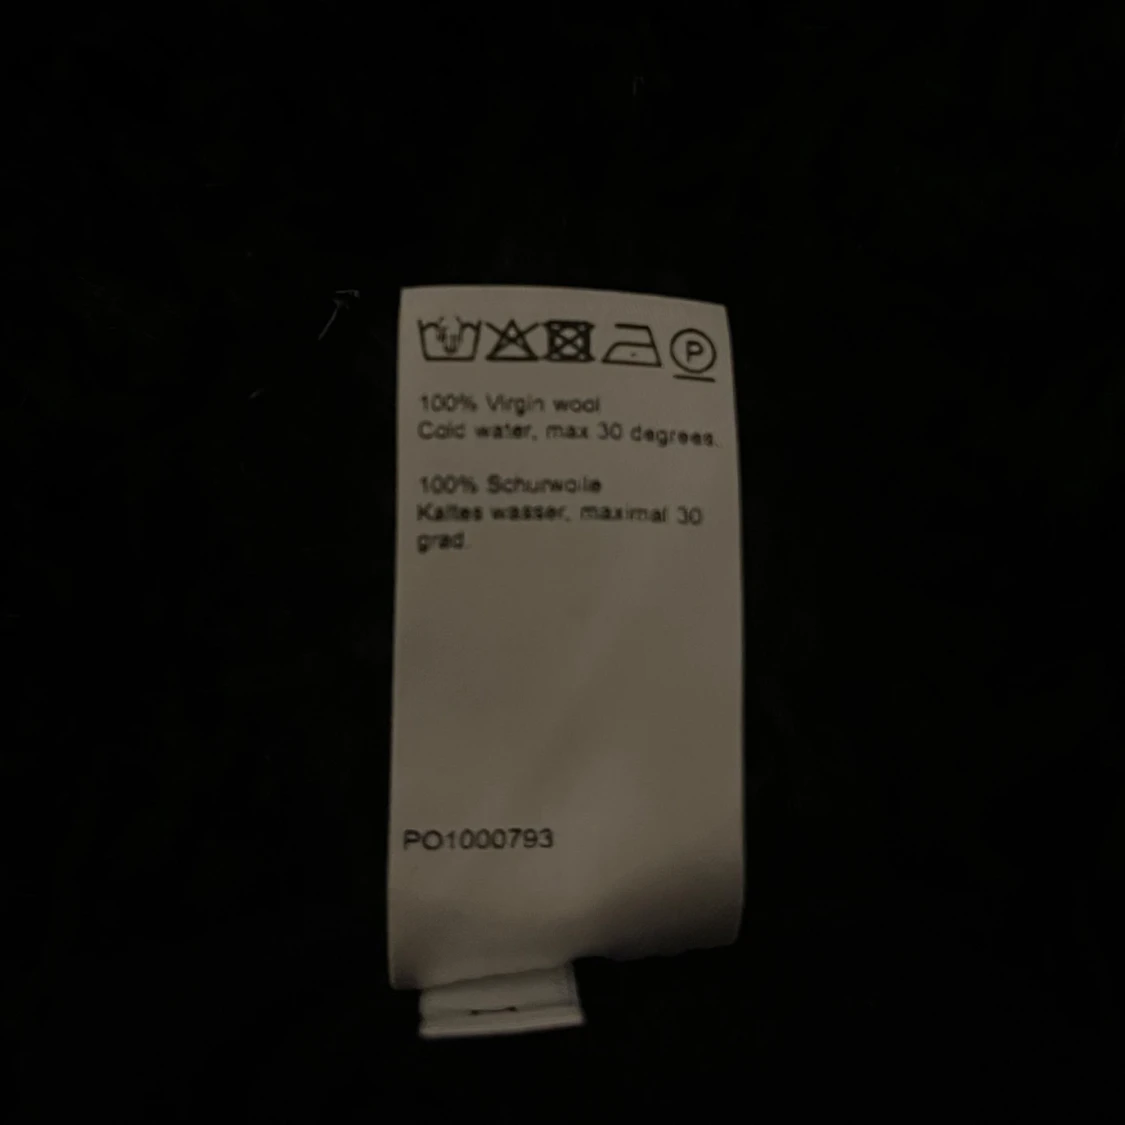 P
100% Virgin wool
Cold water, max 30 degrees.
100% Schurwolle
Kaltes wasser, maximal 30
grad.
PO1000793